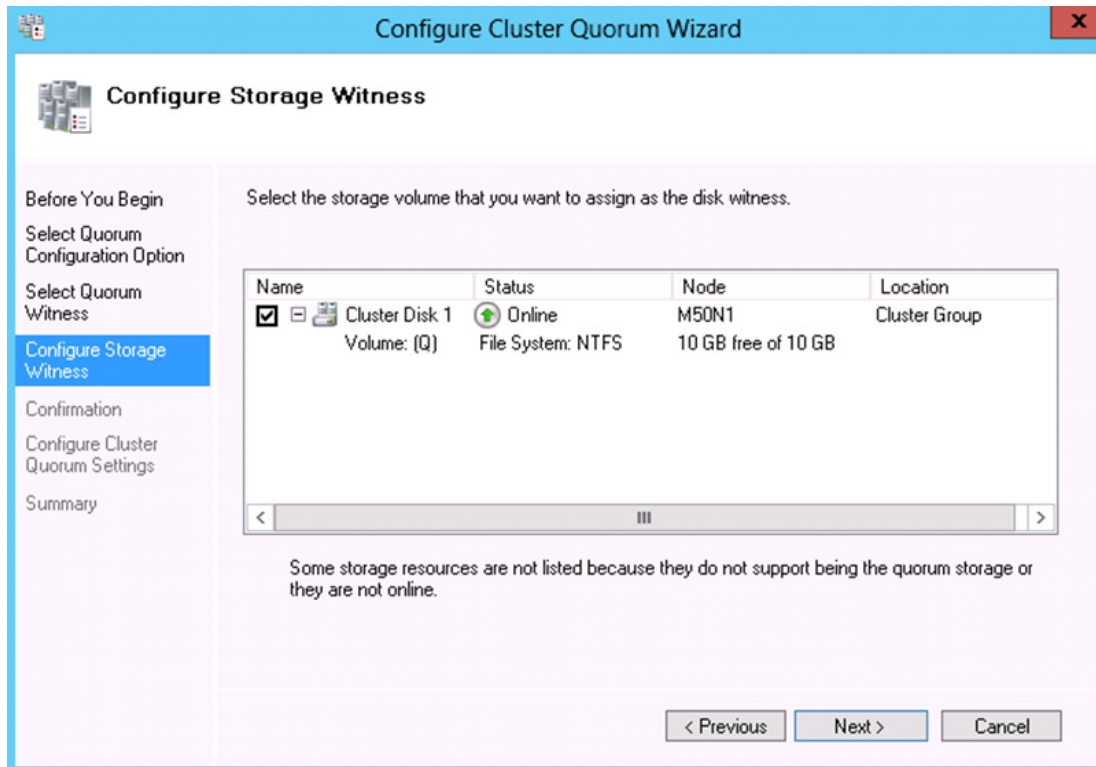 Configure Cluster Quorum Wizard
x
Configure Storage Witness
Before You Begin
Select Quorum
Configuration Option
Select Quorum
Witness
Configure Storage
Witness
Confirmation
Configure Cluster
Quorum Settings
Summary
Select the storage volume that you want to assign as the disk witness.
Name Status Node Location
Cluster Disk 1 Online M50N1 Cluster Group
Volume: (Q) File System: NTFS 10 GB free of 10 GB
Some storage resources are not listed because they do not support being the quorum storage or
they are not online.
< Previous Next > Cancel